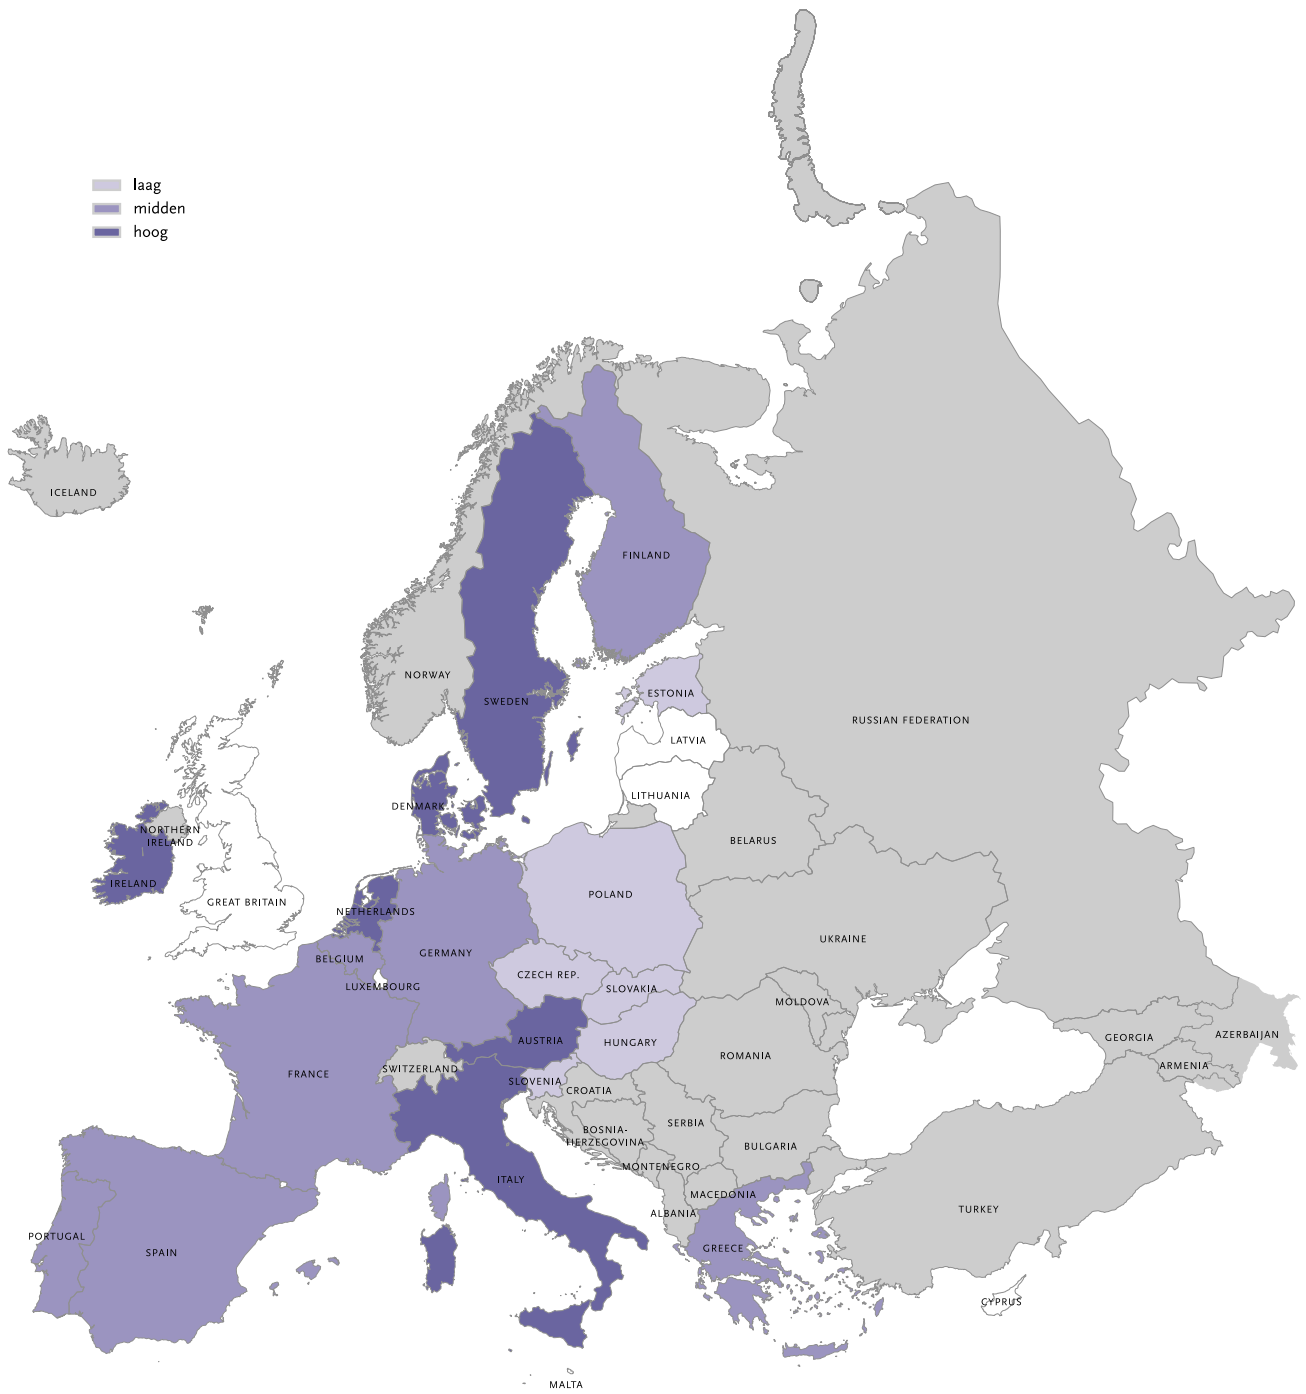 laag
midden
hoog
ICELAND
FINLAND
NORWAY
SWEDEN
ESTONIA
RUSSIAN FEDERATION
LATVIA
LITHUANIA
DENMARK
NORTHERN
IRELAND
BELARUS
IRELAND
POLAND
GREAT BRITAIN
NETHERLANDS
UKRAINE
GERMANY
BELGIUM
CZECH REP.
LUXEMBOURG
SLOVAKIA
MOLDOVA
AUSTRIA
HUNGARY
GEORGIA
AZERBAIJAN
ROMANIA
ARMENIA
SWITZERLAND
FRANCE
SLOVENIA
CROATIA
SERBIA
BOSNIA-
HERZEGOVINA
BULGARIA
MONTENEGRO
ITALY
MACEDONIA
ALBANIA
TURKEY
PORTUGAL
SPAIN
GREECE
CYPRUS
MALTA